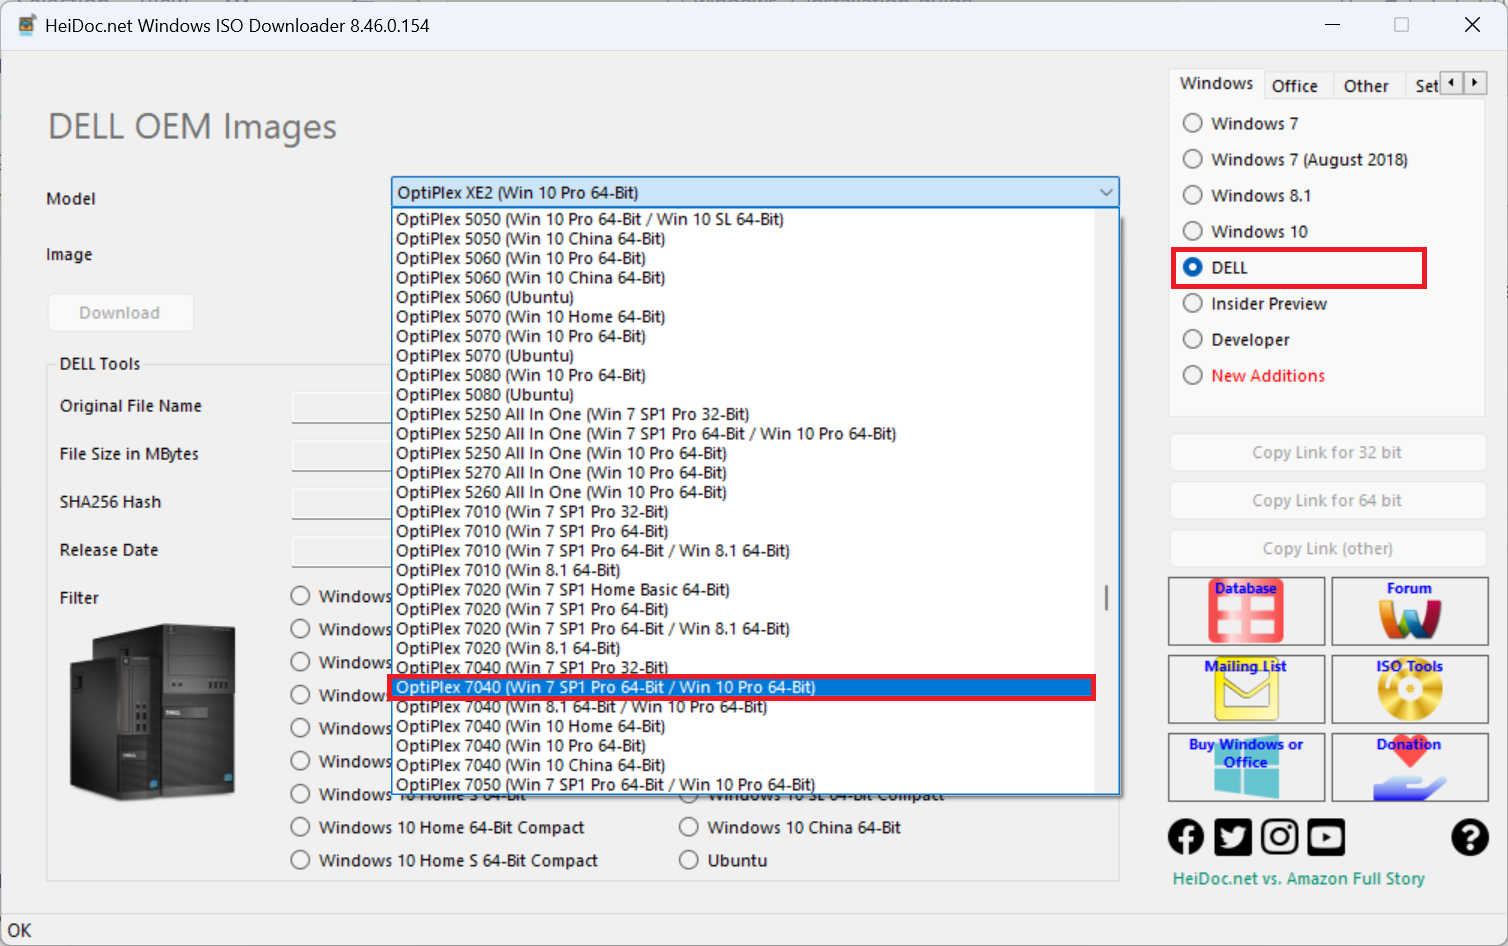 HeiDoc.net Windows ISO Downloader 8.46.0.154
DELL OEM Images
Model
OptiPlex XE2 (Win 10 Pro 64-Bit)
OptiPlex 5050 (Win 10 Pro 64-Bit / Win 10 SL 64-Bit)
OptiPlex 5050 (Win 10 China 64-Bit)
OptiPlex 5060 (Win 10 Pro 64-Bit)
OptiPlex 5060 (Win 10 China 64-Bit)
OptiPlex 5060 (Ubuntu)
OptiPlex 5070 (Win 10 Home 64-Bit)
OptiPlex 5070 (Win 10 Pro 64-Bit)
OptiPlex 5070 (Ubuntu)
OptiPlex 5080 (Win 10 Pro 64-Bit)
OptiPlex 5080 (Ubuntu)
OptiPlex 5250 All In One (Win 7 SP1 Pro 32-Bit)
OptiPlex 5250 All In One (Win 7 SP1 Pro 64-Bit / Win 10 Pro 64-Bit)
OptiPlex 5250 All In One (Win 10 Pro 64-Bit)
OptiPlex 5270 All In One (Win 10 Pro 64-Bit)
OptiPlex 5260 All In One (Win 10 Pro 64-Bit)
OptiPlex 7010 (Win 7 SP1 Pro 32-Bit)
OptiPlex 7010 (Win 7 SP1 Pro 64-Bit)
OptiPlex 7010 (Win 7 SP1 Pro 64-Bit / Win 8.1 64-Bit)
OptiPlex 7010 (Win 8.1 64-Bit)
OptiPlex 7020 (Win 7 SP1 Home Basic 64-Bit)
OptiPlex 7020 (Win 7 SP1 Pro 64-Bit)
OptiPlex 7020 (Win 7 SP1 Pro 64-Bit / Win 8.1 64-Bit)
OptiPlex 7020 (Win 8.1 64-Bit)
OptiPlex 7040 (Win 7 SP1 Pro 32-Bit)
OptiPlex 7040 (Win 7 SP1 Pro 64-Bit / Win 10 Pro 64-Bit)
OptiPlex 7040 (Win 8.1 64-Bit / Win 10 Pro 64-Bit)
OptiPlex 7040 (Win 10 Home 64-Bit)
OptiPlex 7040 (Win 10 Pro 64-Bit)
OptiPlex 7040 (Win 10 China 64-Bit)
OptiPlex 7050 (Win 7 SP1 Pro 64-Bit / Win 10 Pro 64-Bit)
Image
Download
DELL Tools
Original File Name
File Size in MBytes
SHA256 Hash
Release Date
Filter
Windows
Windows
Windows
Windows
Windows
Windows
Windows 10 Home S 64-Bit
Windows 10 SL 64-Bit Compact
Windows 10 Home 64-Bit Compact
Windows 10 China 64-Bit
Windows 10 Home S 64-Bit Compact
Ubuntu
DELL
DELL
Windows
Office
Other
Set
Windows 7
Windows 7 (August 2018)
Windows 8.1
Windows 10
DELL
Insider Preview
Developer
New Additions
Copy Link for 32 bit
Copy Link for 64 bit
Copy Link (other)
Database
Forum
Mailing List
ISO Tools
Buy Windows or
Office
Donation
HeiDoc.net vs. Amazon Full Story
OK